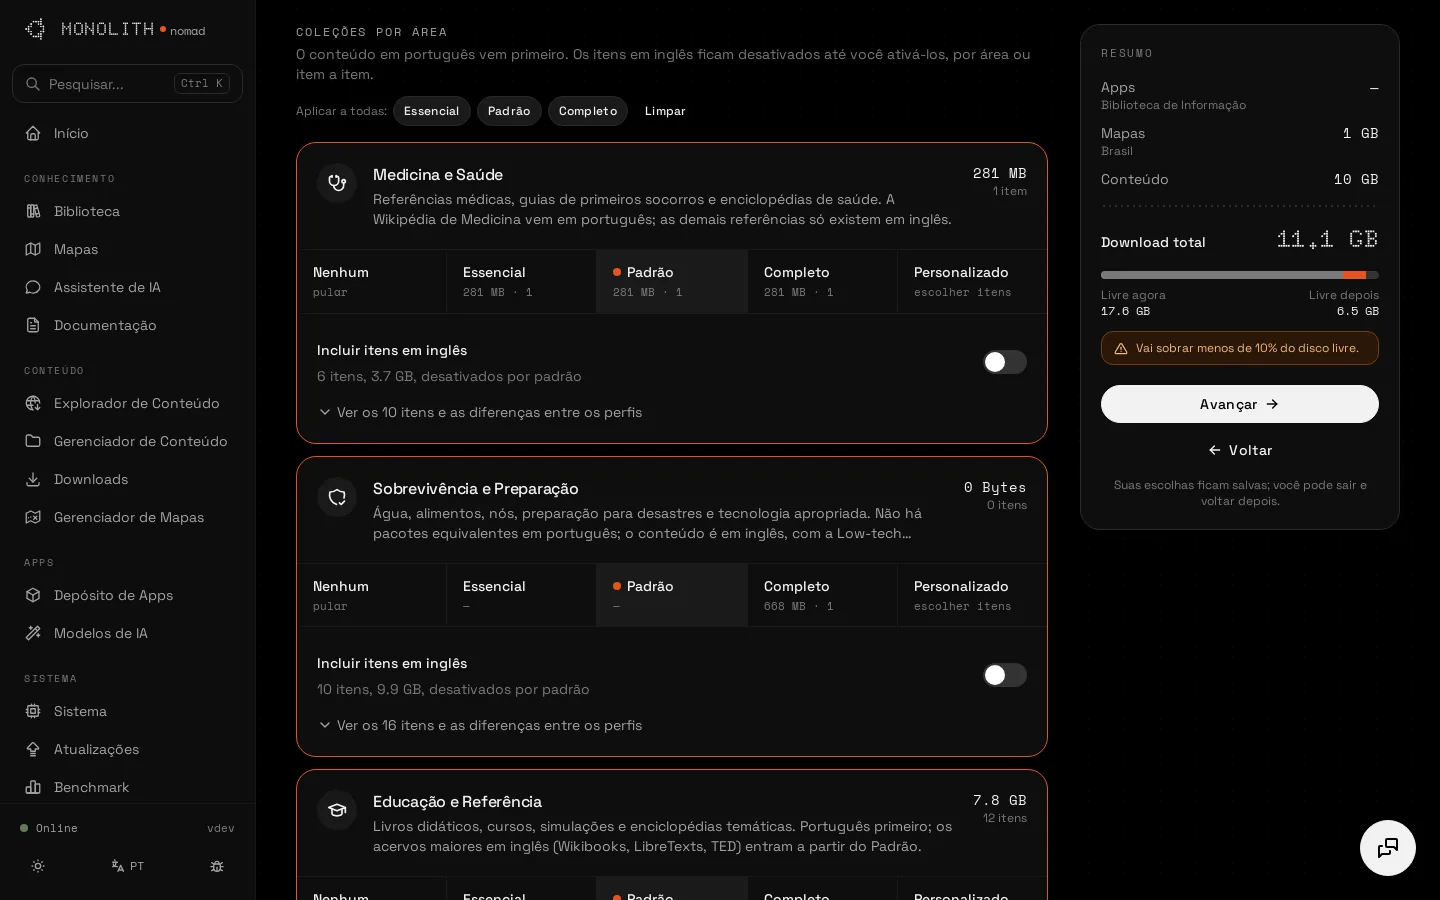 MONOLITH nomad
Pesquisar... Ctrl K
Início
CONHECIMENTO
Biblioteca
Mapas
Assistente de IA
Documentação
CONTEÚDO
Explorador de Conteúdo
Gerenciador de Conteúdo
Downloads
Gerenciador de Mapas
APPS
Depósito de Apps
Modelos de IA
SISTEMA
Sistema
Atualizações
Benchmark
Online vdev
PT
COLEÇÕES POR ÁREA
O conteúdo em português vem primeiro. Os itens em inglês ficam desativados até você ativá-los, por área ou
item a item.
Aplicar a todas: Essencial Padrão Completo Limpar
Medicina e Saúde 281 MB
1 item
Referências médicas, guias de primeiros socorros e enciclopédias de saúde. A
Wikipédia de Medicina vem em português; as demais referências só existem em inglês.
Nenhum Essencial Padrão Completo Personalizado
pular 281 MB · 1 281 MB · 1 281 MB · 1 escolher itens
Incluir itens em inglês
6 itens, 3.7 GB, desativados por padrão
Ver os 10 itens e as diferenças entre os perfis
Sobrevivência e Preparação 0 Bytes
0 itens
Água, alimentos, nós, preparação para desastres e tecnologia apropriada. Não há
pacotes equivalentes em português; o conteúdo é em inglês, com a Low-tech...
Nenhum Essencial Padrão Completo Personalizado
pular — — 668 MB · 1 escolher itens
Incluir itens em inglês
10 itens, 9.9 GB, desativados por padrão
Ver os 16 itens e as diferenças entre os perfis
Educação e Referência 7.8 GB
12 itens
Livros didáticos, cursos, simulações e enciclopédias temáticas. Português primeiro; os
acervos maiores em inglês (Wikibooks, LibreTexts, TED) entram a partir do Padrão.
Nenhum Essencial Padrão Completo Personalizado
RESUMO
Apps —
Biblioteca de Informação
Mapas 1 GB
Brasil
Conteúdo 10 GB
Download total 11.1 GB
Livre agora Livre depois
17.6 GB 6.5 GB
Vai sobrar menos de 10% do disco livre.
Avançar →
← Voltar
Suas escolhas ficam salvas; você pode sair e
voltar depois.